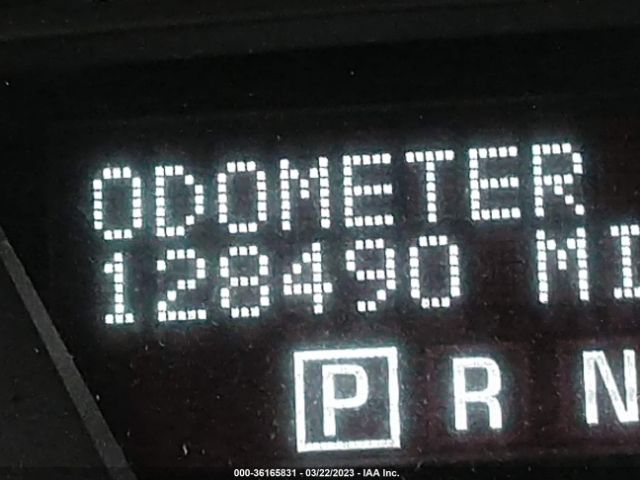 ODOMETER
128490 MI
P R N
000-36165831 - 03/22/2023 - IAA Inc.